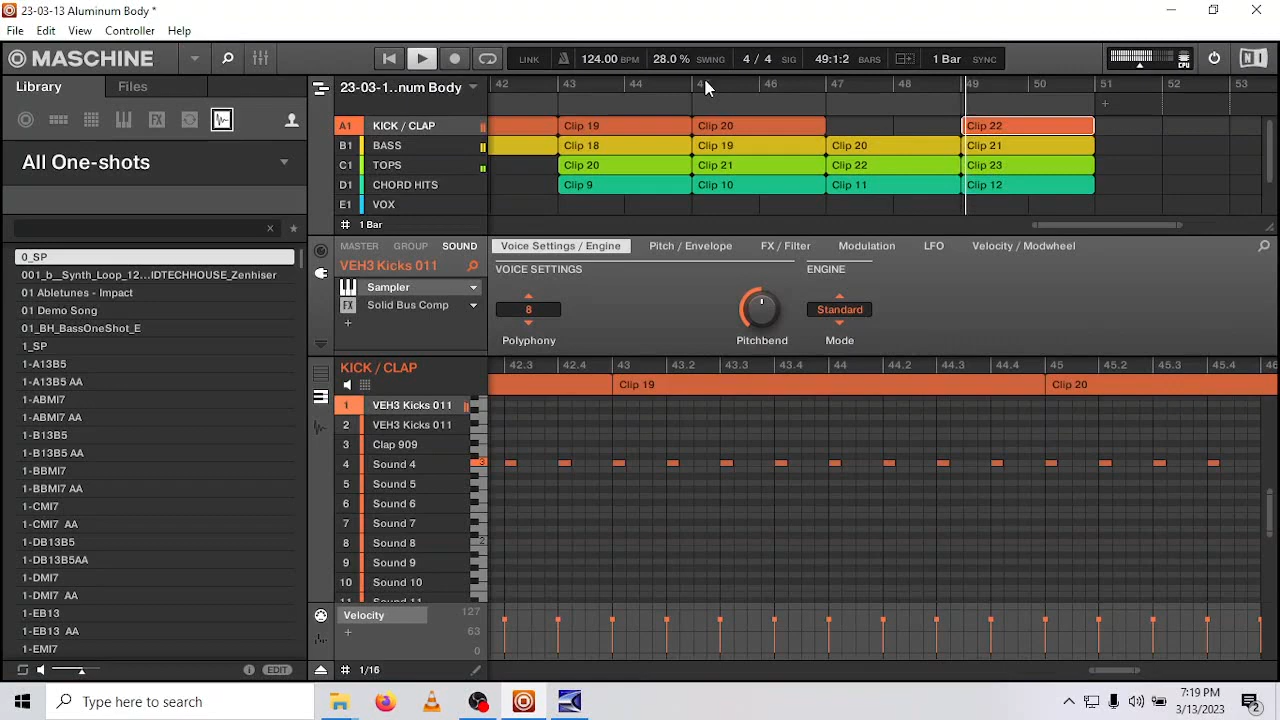 23-03-13 Aluminum Body *
File Edit View Controller Help
MASCHINE
LINK 124.00 BPM 28.0 % SWING 4 / 4 SIG 49:1:2 BARS 1 Bar SYNC
CPU
Library Files
All One-shots
0_SP
001_b__Synth_Loop_12...IDTECHHOUSE_Zenhiser
01 Abletunes - Impact
01 Demo Song
01_BH_BassOneShot_E
1_SP
1-A13B5
1-A13B5 AA
1-ABMI7
1-ABMI7 AA
1-B13B5
1-B13B5 AA
1-BBMI7
1-BBMI7 AA
1-CMI7
1-CMI7 AA
1-DB13B5
1-DB13B5AA
1-DMI7
1-DMI7 AA
1-EB13
1-EB13 AA
1-EMI7
EDIT
23-03-1..num Body
42 43 44 46 47 48 49 50 51 52 53
A1 KICK / CLAP Clip 19 Clip 20 Clip 22
B1 BASS Clip 18 Clip 19 Clip 20 Clip 21
C1 TOPS Clip 20 Clip 21 Clip 22 Clip 23
D1 CHORD HITS Clip 9 Clip 10 Clip 11 Clip 12
E1 VOX
1 Bar
MASTER GROUP SOUND
VEH3 Kicks 011
Sampler
FX Solid Bus Comp
+
Voice Settings / Engine Pitch / Envelope FX / Filter Modulation LFO Velocity / Modwheel
VOICE SETTINGS ENGINE
8 Standard
Polyphony Pitchbend Mode
KICK / CLAP
42.3 42.4 43 43.2 43.3 43.4 44 44.2 44.3 44.4 45 45.2 45.3 45.4 46
Clip 19 Clip 20
1 VEH3 Kicks 011
2 VEH3 Kicks 011
3 Clap 909
4 Sound 4
5 Sound 5
6 Sound 6
7 Sound 7
8 Sound 8
9 Sound 9
10 Sound 10
11 Sound 11
3
2
Velocity
+
127
63
0
1/16
Type here to search
7:19 PM
3/13/2023
2